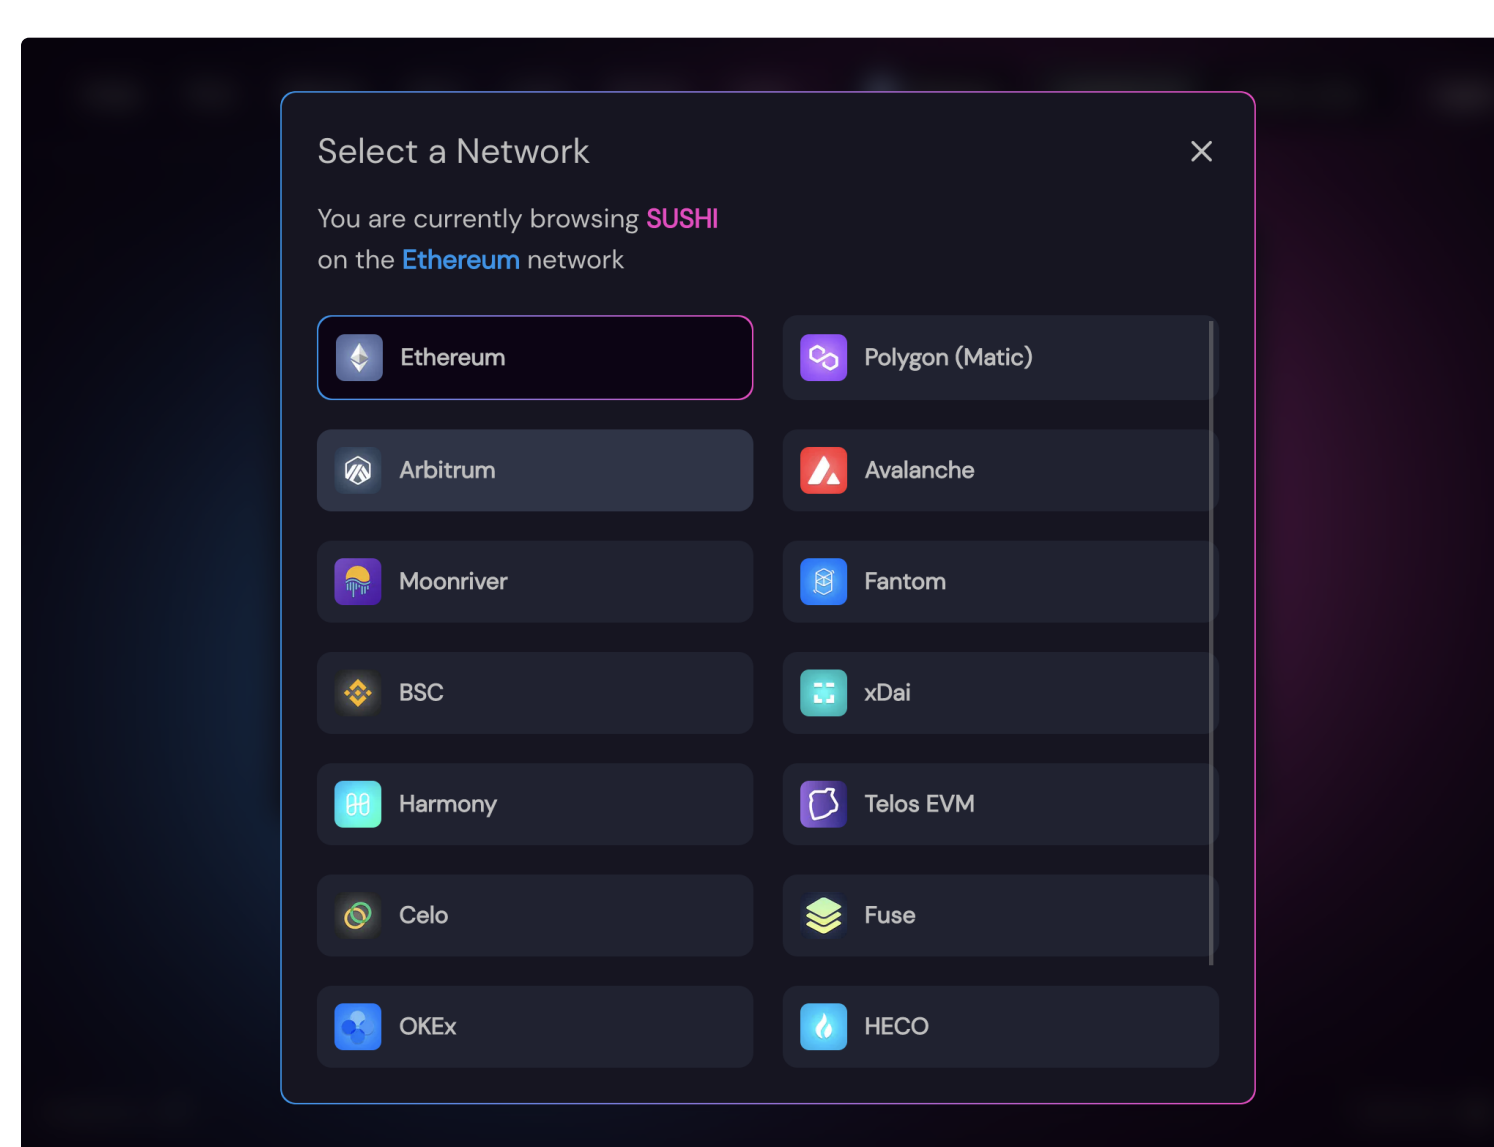 Select a Network
You are currently browsing SUSHI
on the Ethereum network
Ethereum
Polygon (Matic)
Arbitrum
Avalanche
Moonriver
Fantom
BSC
xDai
Harmony
Telos EVM
Celo
Fuse
OKEx
HECO